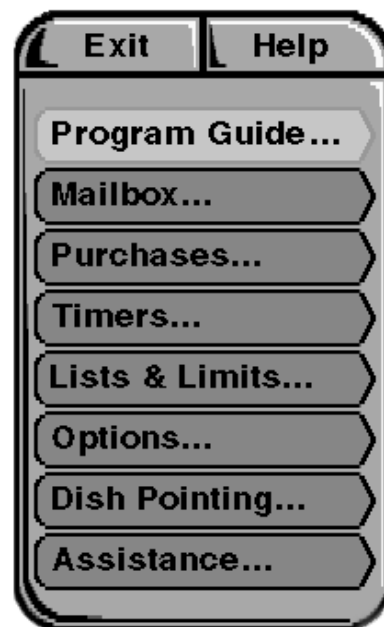 Exit Help
Program Guide...
Mailbox...
Purchases...
Timers...
Lists & Limits...
Options...
Dish Pointing...
Assistance...